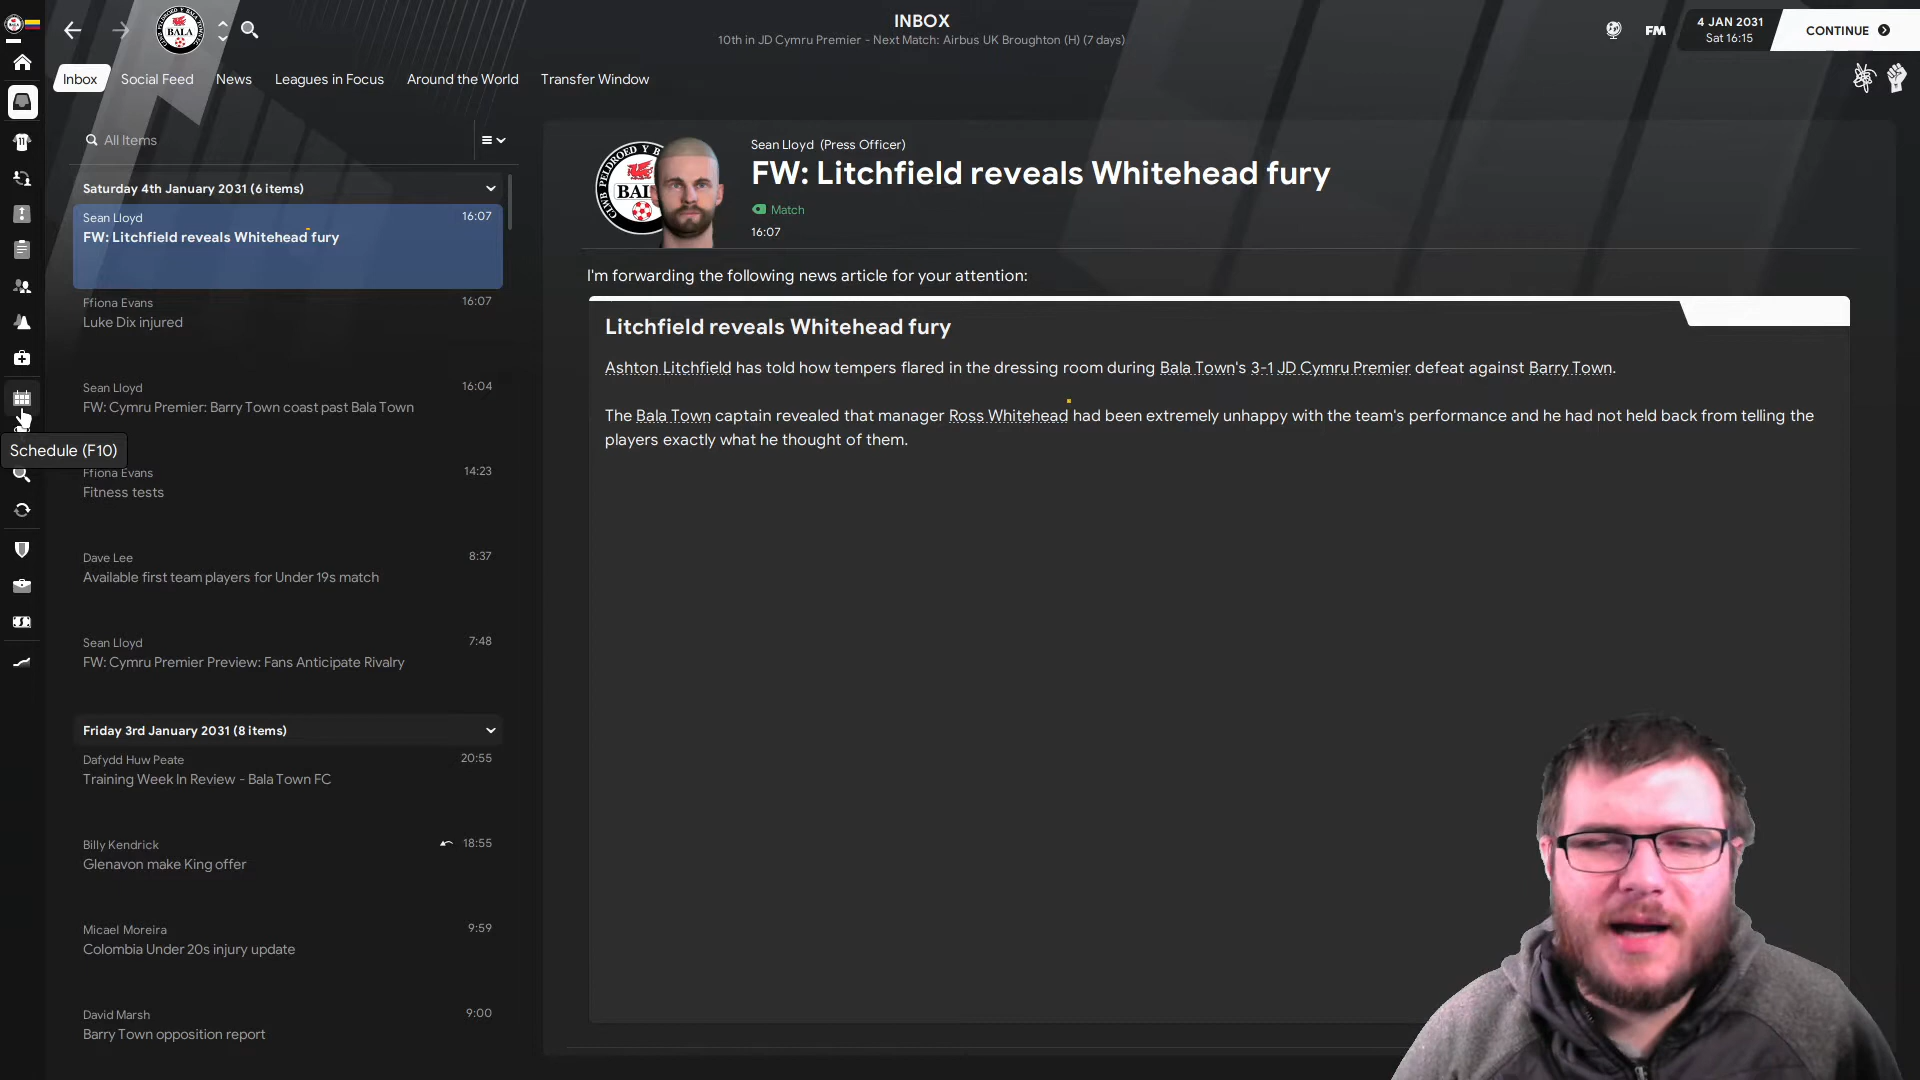 INBOX
10th in JD Cymru Premier - Next Match: Airbus UK Broughton (H) (7 days)
FM
4 JAN 2031
Sat 16:15
CONTINUE
Inbox
Social Feed
News
Leagues in Focus
Around the World
Transfer Window
All Items
Saturday 4th January 2031 (6 items)
Sean Lloyd
16:07
FW: Litchfield reveals Whitehead fury
Ffiona Evans
16:07
Luke Dix injured
Sean Lloyd
16:04
FW: Cymru Premier: Barry Town coast past Bala Town
Schedule (F10)
Ffiona Evans
14:23
Fitness tests
Dave Lee
8:37
Available first team players for Under 19s match
Sean Lloyd
7:48
FW: Cymru Premier Preview: Fans Anticipate Rivalry
Friday 3rd January 2031 (8 items)
Dafydd Huw Peate
20:55
Training Week In Review - Bala Town FC
Billy Kendrick
18:55
Glenavon make King offer
Micael Moreira
9:59
Colombia Under 20s injury update
David Marsh
9:00
Barry Town opposition report
Sean Lloyd (Press Officer)
FW: Litchfield reveals Whitehead fury
Match
16:07
I'm forwarding the following news article for your attention:
Litchfield reveals Whitehead fury
Ashton Litchfield has told how tempers flared in the dressing room during Bala Town's 3-1 JD Cymru Premier defeat against Barry Town.
The Bala Town captain revealed that manager Ross Whitehead had been extremely unhappy with the team's performance and he had not held back from telling the
players exactly what he thought of them.
BALA